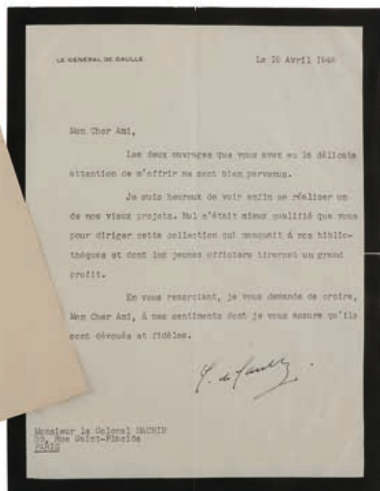 LE GÉNÉRAL DE GAULLE
Le 10 Avril 1948
Mon Cher Ami,
Les deux ouvrages que vous avez eu la délicate
attention de m'offrir me sont bien parvenus.
Je suis heureux de voir enfin se réaliser un
de nos vieux projets. Nul n'était mieux qualifié que vous
pour diriger cette collection qui manquait à nos biblio-
thèques et dont les jeunes officiers tireront un grand
profit.
En vous remerciant, je vous demande de croire,
Mon Cher Ami, à mes sentiments dont je vous assure qu'ils
sont dévoués et fidèles.
C. de Gaulle.
Monsieur le Colonel NACHIN
Rue Saint-Placide
PARIS